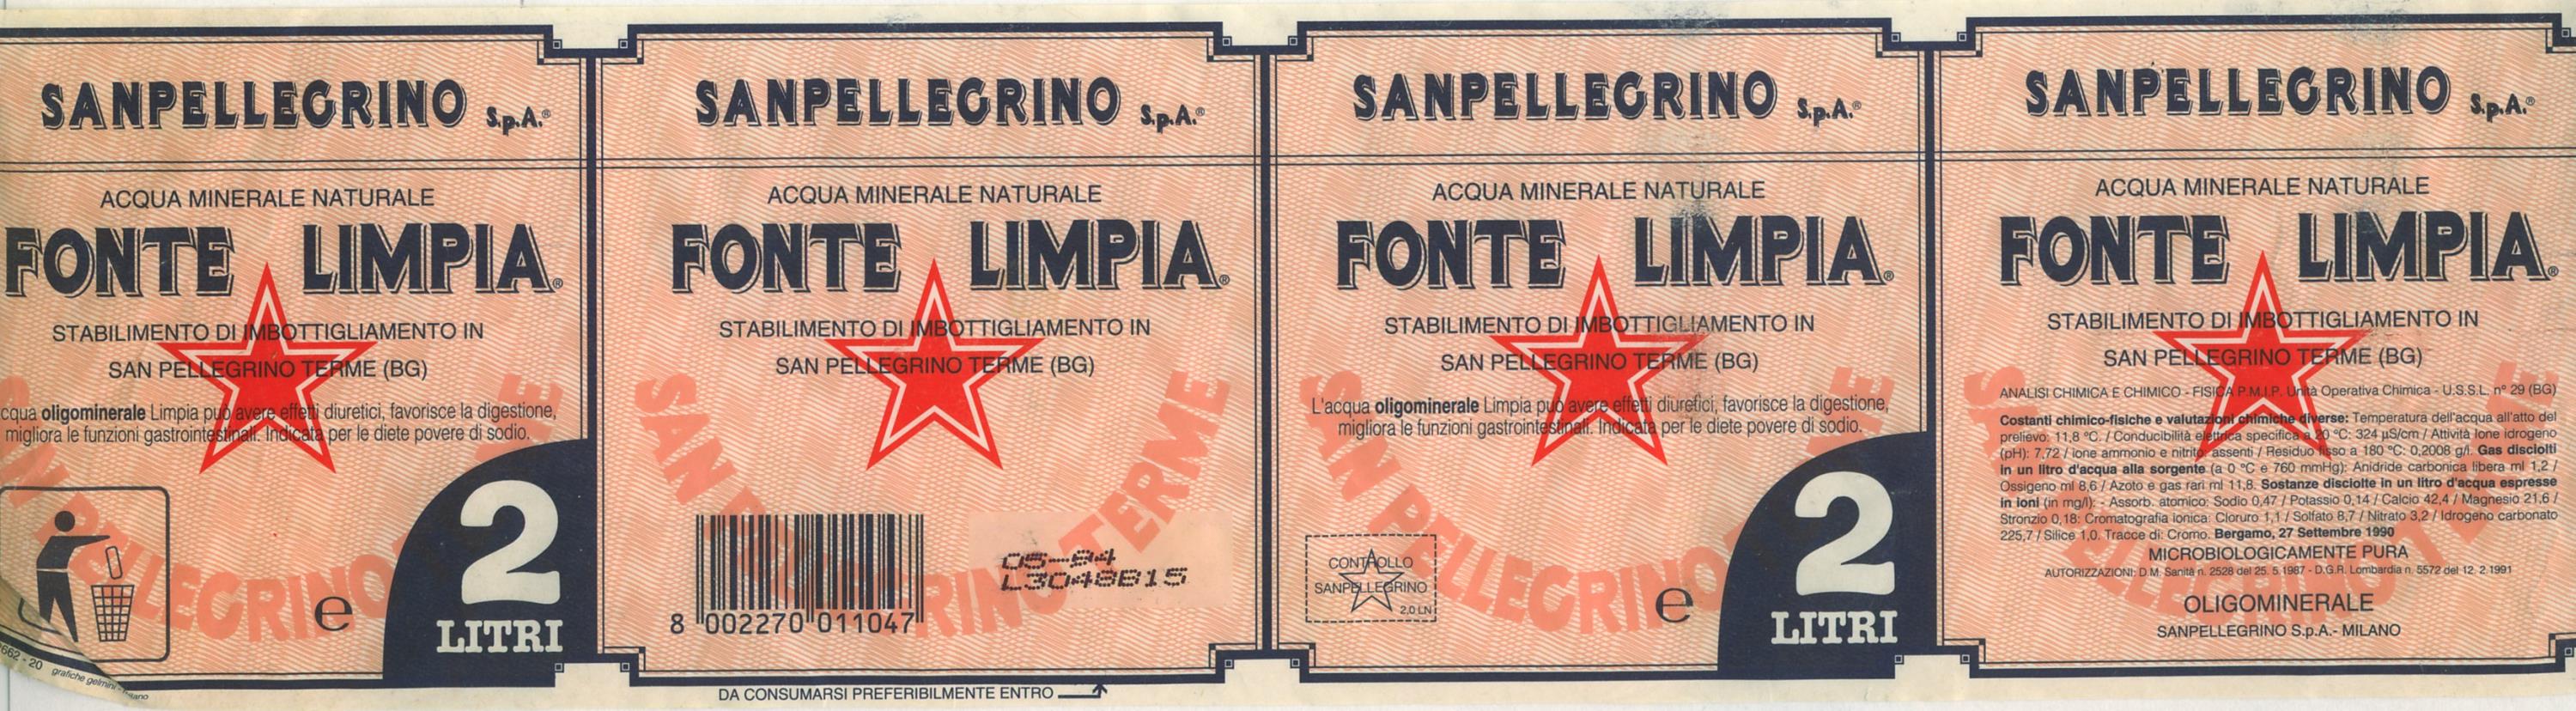 SANPELLEGRINO S.p.A.®
ACQUA MINERALE NATURALE
FONTE LIMPIA®
STABILIMENTO DI IMBOTTIGLIAMENTO IN
SAN PELLEGRINO TERME (BG)
cqua oligominerale Limpia può avere effetti diuretici, favorisce la digestione,
migliora le funzioni gastrointestinali. Indicata per le diete povere di sodio.
SAN PELLEGRINO
e
2
LITRI
662 - 20 grafiche gelmini - milano
SANPELLEGRINO S.p.A.®
ACQUA MINERALE NATURALE
FONTE LIMPIA®
STABILIMENTO DI IMBOTTIGLIAMENTO IN
SAN PELLEGRINO TERME (BG)
SAN PELLEGRINO TERME
05-94
L3048B15
8 002270 011047
DA CONSUMARSI PREFERIBILMENTE ENTRO
SANPELLEGRINO S.p.A.®
ACQUA MINERALE NATURALE
FONTE LIMPIA®
STABILIMENTO DI IMBOTTIGLIAMENTO IN
SAN PELLEGRINO TERME (BG)
L'acqua oligominerale Limpia può avere effetti diuretici, favorisce la digestione,
migliora le funzioni gastrointestinali. Indicata per le diete povere di sodio.
SAN PELLEGRINO
CONTROLLO
SANPELLEGRINO
2,0 LN
e
2
LITRI
SANPELLEGRINO S.p.A.®
ACQUA MINERALE NATURALE
FONTE LIMPIA®
STABILIMENTO DI IMBOTTIGLIAMENTO IN
SAN PELLEGRINO TERME (BG)
ANALISI CHIMICA E CHIMICO - FISICA P.M.I.P. Unità Operativa Chimica - U.S.S.L. n° 29 (BG)
Costanti chimico-fisiche e valutazioni chimiche diverse: Temperatura dell'acqua all'atto del
prelievo: 11,8 °C. / Conducibilità elettrica specifica a 20 °C: 324 µS/cm / Attività Ione idrogeno
(pH): 7,72 / ione ammonio e nitrito: assenti / Residuo fisso a 180 °C: 0,2008 g/l. Gas disciolti
in un litro d'acqua alla sorgente (a 0 °C e 760 mmHg): Anidride carbonica libera ml 1,2 /
Ossigeno ml 8,6 / Azoto e gas rari ml 11,8. Sostanze disciolte in un litro d'acqua espresse
in ioni (in mg/l): - Assorb. atomico: Sodio 0,47 / Potassio 0,14 / Calcio 42,4 / Magnesio 21,6 /
Stronzio 0,18: Cromatografia ionica: Cloruro 1,1 / Solfato 8,7 / Nitrato 3,2 / Idrogeno carbonato
225,7 / Silice 1,0. Tracce di: Cromo. Bergamo, 27 Settembre 1990
MICROBIOLOGICAMENTE PURA
AUTORIZZAZIONI: D.M. Sanità n. 2528 del 25. 5.1987 - D.G.R. Lombardia n. 5572 del 12. 2.1991
OLIGOMINERALE
SANPELLEGRINO S.p.A.- MILANO